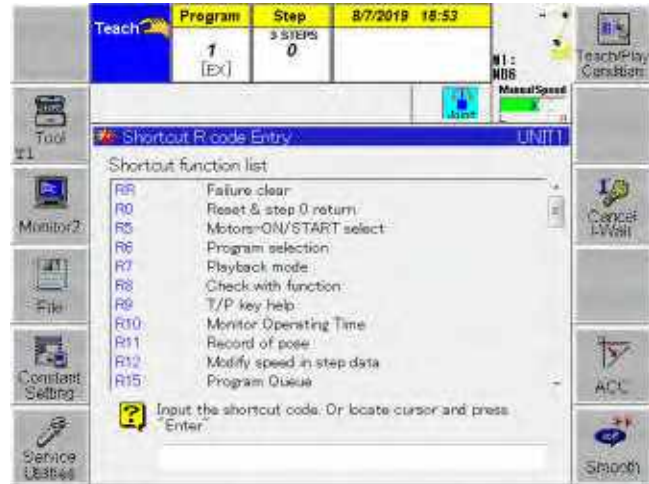 Teach
Program
1
[EX]
Step
3 STEPS
0
8/7/2019 18:53
Teach/Play
Condition
Manual Speed
Joint
Tool
Shortcut R code Entry
UNIT1
Shortcut function list
RR Failure clear
R0 Reset & step 0 return
R5 Motors-ON/START select
R6 Program selection
R7 Playback mode
R8 Check with function
R9 T/P key help
R10 Monitor Operating Time
R11 Record of pose
R12 Modify speed in step data
R15 Program Queue
Input the shortcut code. Or locate cursor and press
"Enter"
Monitor2
File
Constant
Setting
Service
Utilities
Cancel
I-Wait
ACC
Smooth